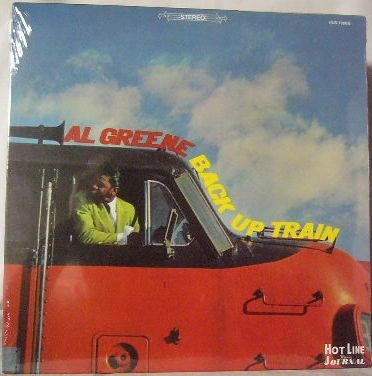 STEREO
AL GREENE
BACK UP TRAIN
HOT LINE
JOURNAL